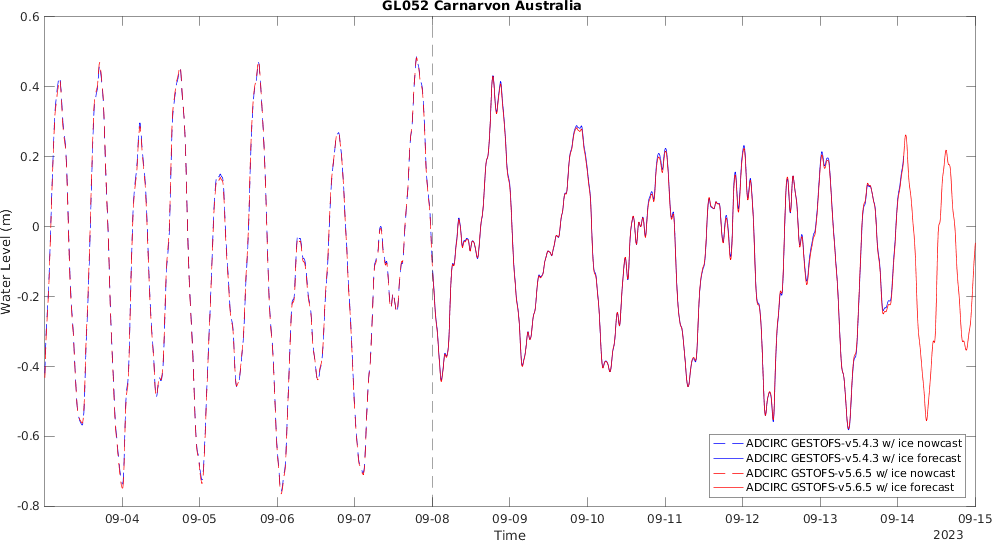 GL052 Carnarvon Australia
0.6
0.4
0.2
0
-0.2
-0.4
-0.6
-0.8
Water Level (m)
ADCIRC GESTOFS-v5.4.3 w/ ice nowcast
ADCIRC GESTOFS-v5.4.3 w/ ice forecast
ADCIRC GSTOFS-v5.6.5 w/ ice nowcast
ADCIRC GSTOFS-v5.6.5 w/ ice forecast
09-04 09-05 09-06 09-07 09-08 09-09 09-10 09-11 09-12 09-13 09-14 09-15
Time
2023